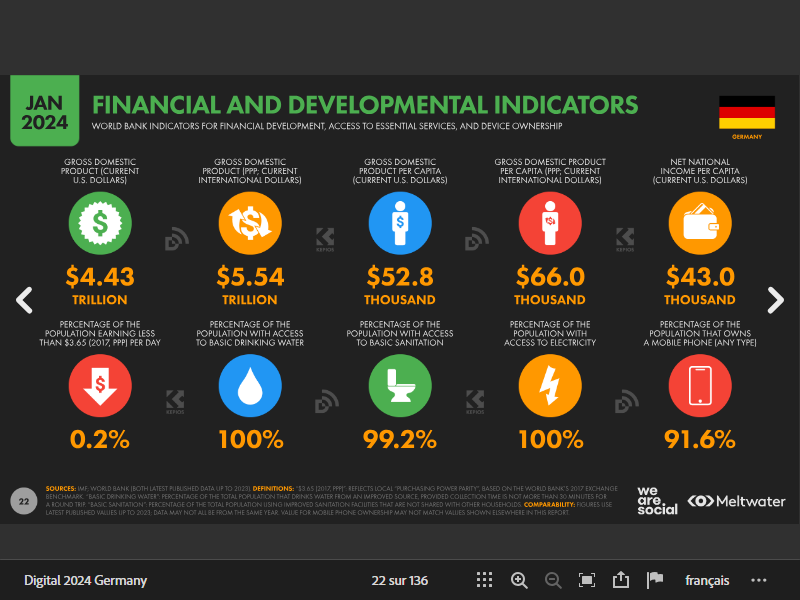 JAN
2024
FINANCIAL AND DEVELOPMENTAL INDICATORS
WORLD BANK INDICATORS FOR FINANCIAL DEVELOPMENT, ACCESS TO ESSENTIAL SERVICES, AND DEVICE OWNERSHIP
GERMANY
GROSS DOMESTIC
PRODUCT (CURRENT
U.S. DOLLARS)
$4.43
TRILLION
GROSS DOMESTIC
PRODUCT (PPP; CURRENT
INTERNATIONAL DOLLARS)
$5.54
TRILLION
GROSS DOMESTIC
PRODUCT PER CAPITA
(CURRENT U.S. DOLLARS)
$52.8
THOUSAND
GROSS DOMESTIC PRODUCT
PER CAPITA (PPP; CURRENT
INTERNATIONAL DOLLARS)
$66.0
THOUSAND
NET NATIONAL
INCOME PER CAPITA
(CURRENT U.S. DOLLARS)
$43.0
THOUSAND
PERCENTAGE OF THE
POPULATION EARNING LESS
THAN $3.65 (2017, PPP) PER DAY
0.2%
PERCENTAGE OF THE
POPULATION WITH ACCESS
TO BASIC DRINKING WATER
100%
PERCENTAGE OF THE
POPULATION WITH ACCESS
TO BASIC SANITATION
99.2%
PERCENTAGE OF THE
POPULATION WITH
ACCESS TO ELECTRICITY
100%
PERCENTAGE OF THE
POPULATION THAT OWNS
A MOBILE PHONE (ANY TYPE)
91.6%
KEPIOS
KEPIOS
KEPIOS
KEPIOS
22
SOURCES: IMF; WORLD BANK (BOTH LATEST PUBLISHED DATA UP TO 2023). DEFINITIONS: "$3.65 (2017, PPP)": REFLECTS LOCAL "PURCHASING POWER PARITY", BASED ON THE WORLD BANK'S 2017 EXCHANGE
BENCHMARK. "BASIC DRINKING WATER": PERCENTAGE OF THE TOTAL POPULATION THAT DRINKS WATER FROM AN IMPROVED SOURCE, PROVIDED COLLECTION TIME IS NOT MORE THAN 30 MINUTES FOR
A ROUND TRIP. "BASIC SANITATION": PERCENTAGE OF THE TOTAL POPULATION USING IMPROVED SANITATION FACILITIES THAT ARE NOT SHARED WITH OTHER HOUSEHOLDS. COMPARABILITY: FIGURES USE
LATEST PUBLISHED VALUES UP TO 2023; DATA MAY NOT ALL BE FROM THE SAME YEAR. VALUE FOR MOBILE PHONE OWNERSHIP MAY NOT MATCH VALUES SHOWN ELSEWHERE IN THIS REPORT.
we
are.
social
Meltwater
Digital 2024 Germany
22 sur 136
français